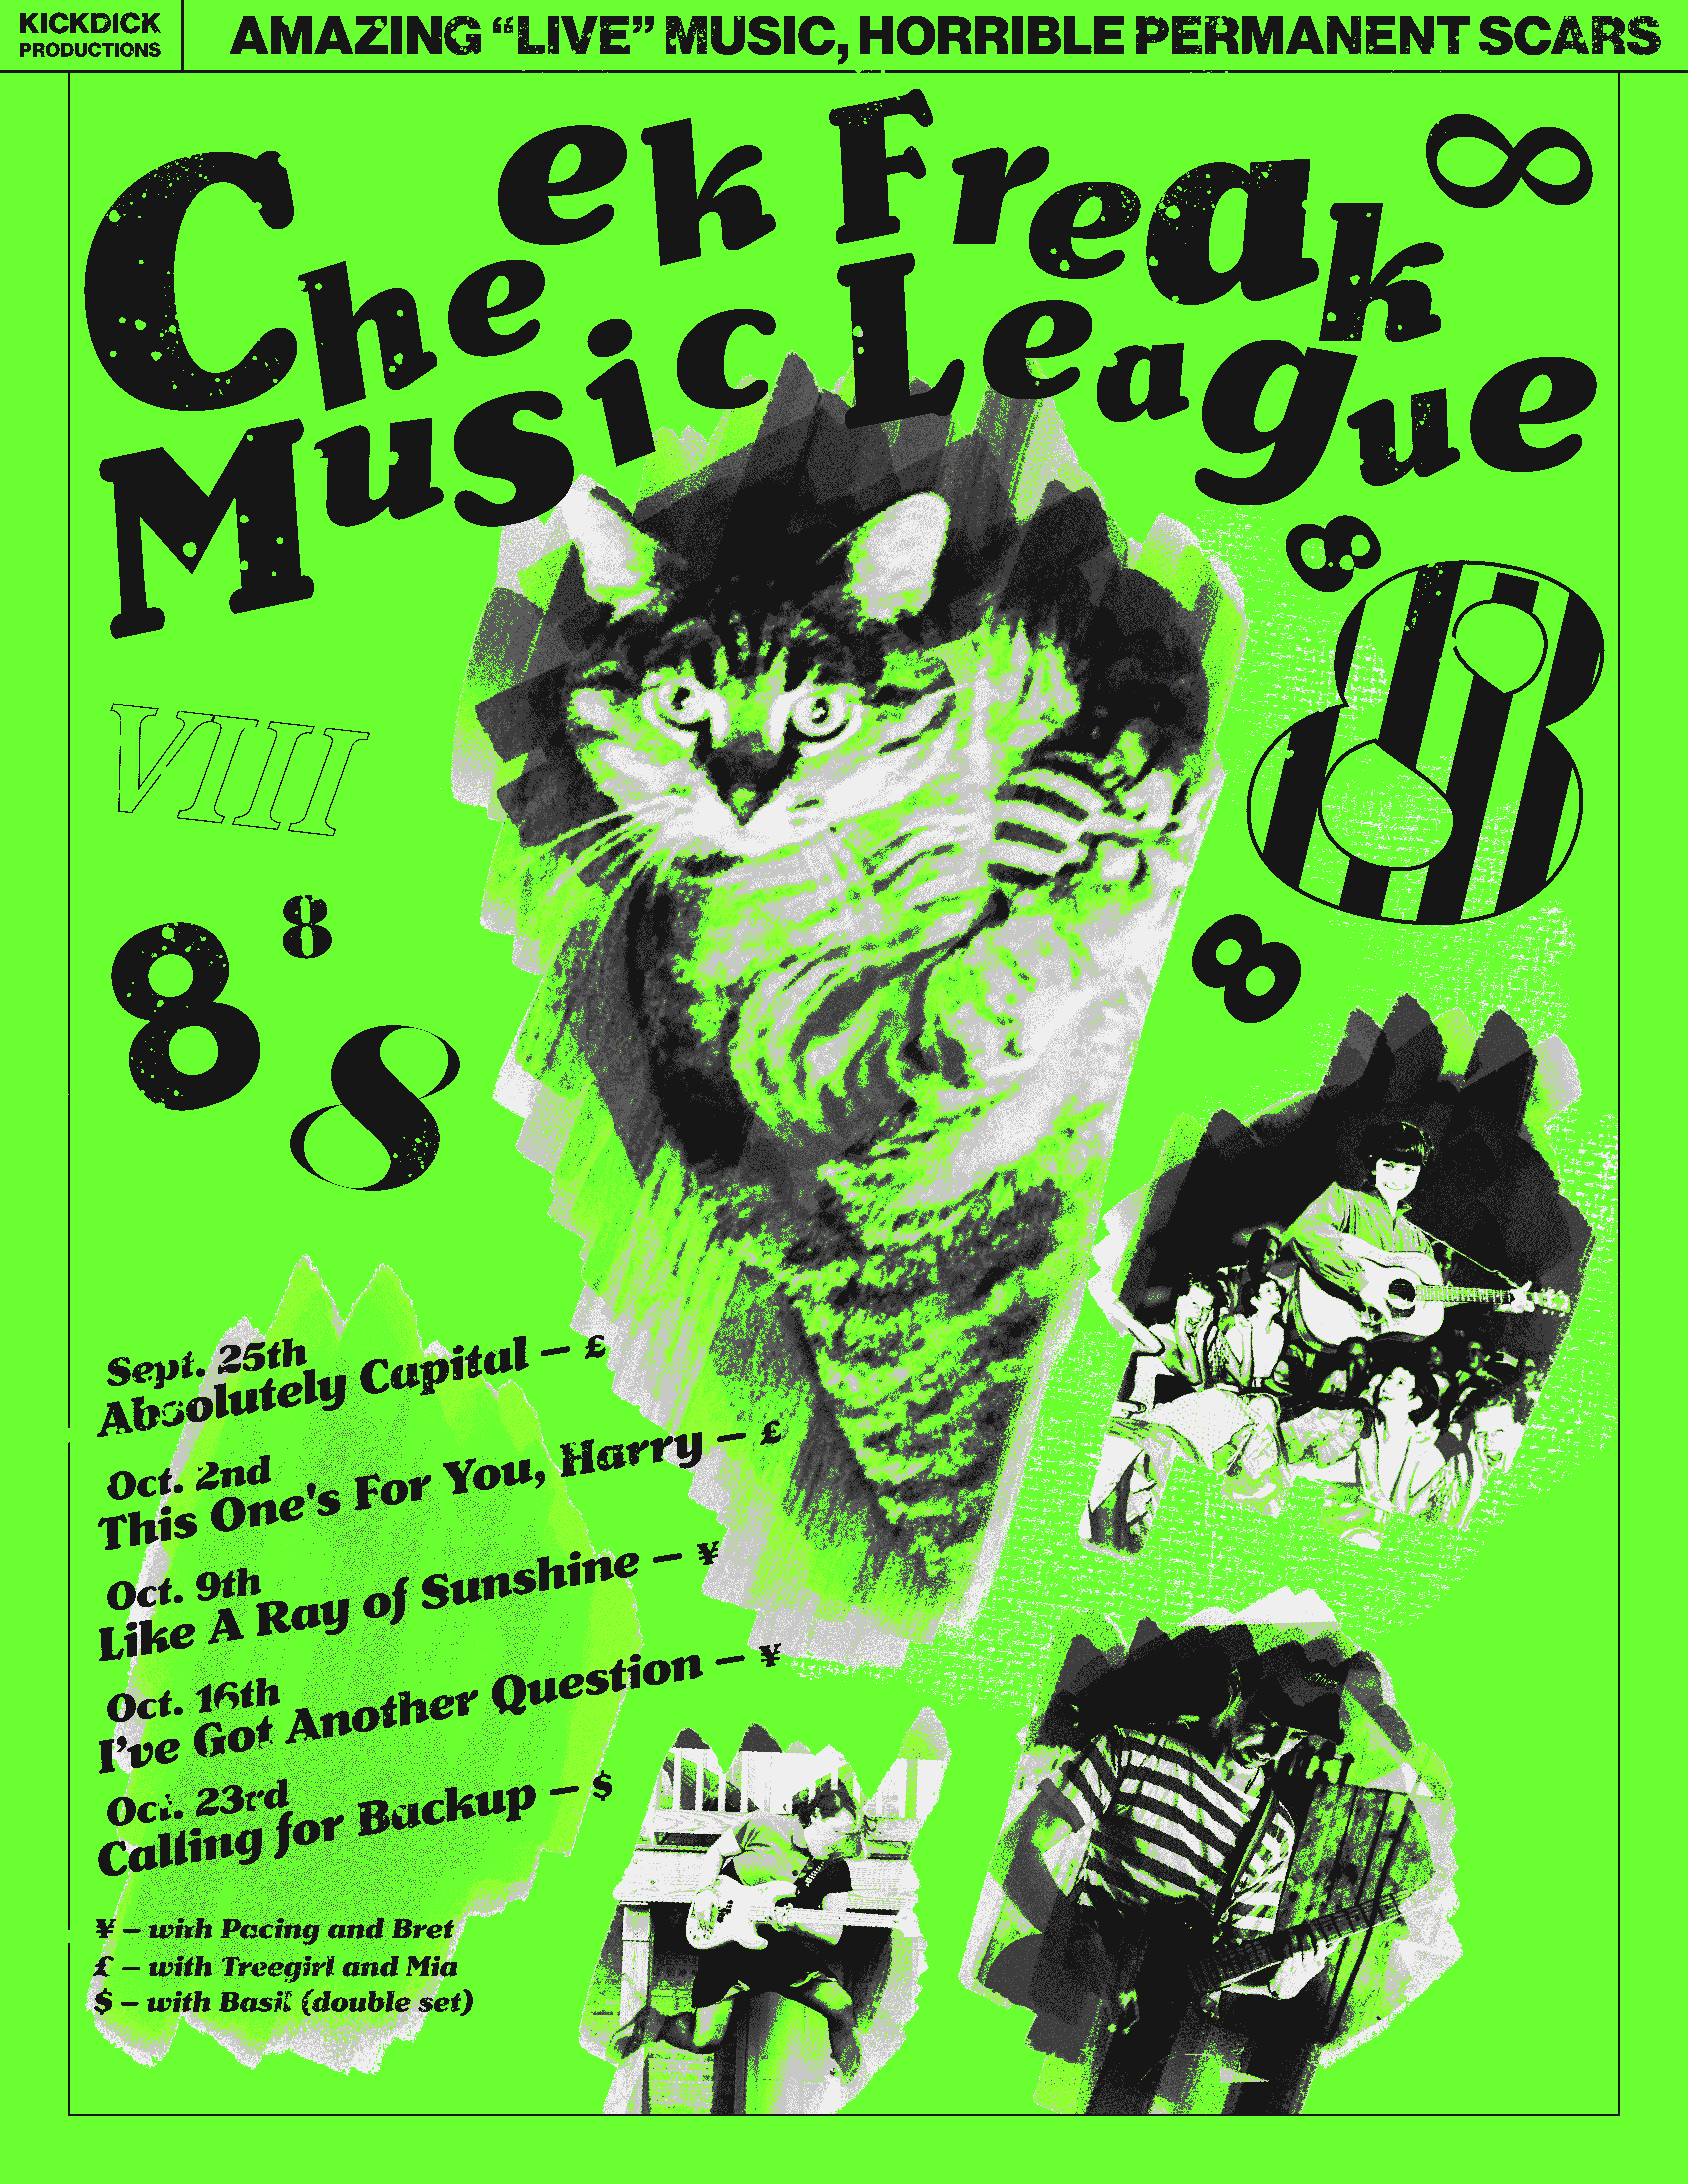 KICKDICK
PRODUCTIONS
AMAZING “LIVE” MUSIC, HORRIBLE PERMANENT SCARS
Cheek Freak
Music League
∞
8
8
VIII
8
8
8
8
Sept. 25th
Absolutely Capital – £
Oct. 2nd
This One's For You, Harry – £
Oct. 9th
Like A Ray of Sunshine – ¥
Oct. 16th
I’ve Got Another Question – ¥
Oct. 23rd
Calling for Backup – $
¥ – with Pacing and Bret
£ – with Treegirl and Mia
$ – with Basil (double set)